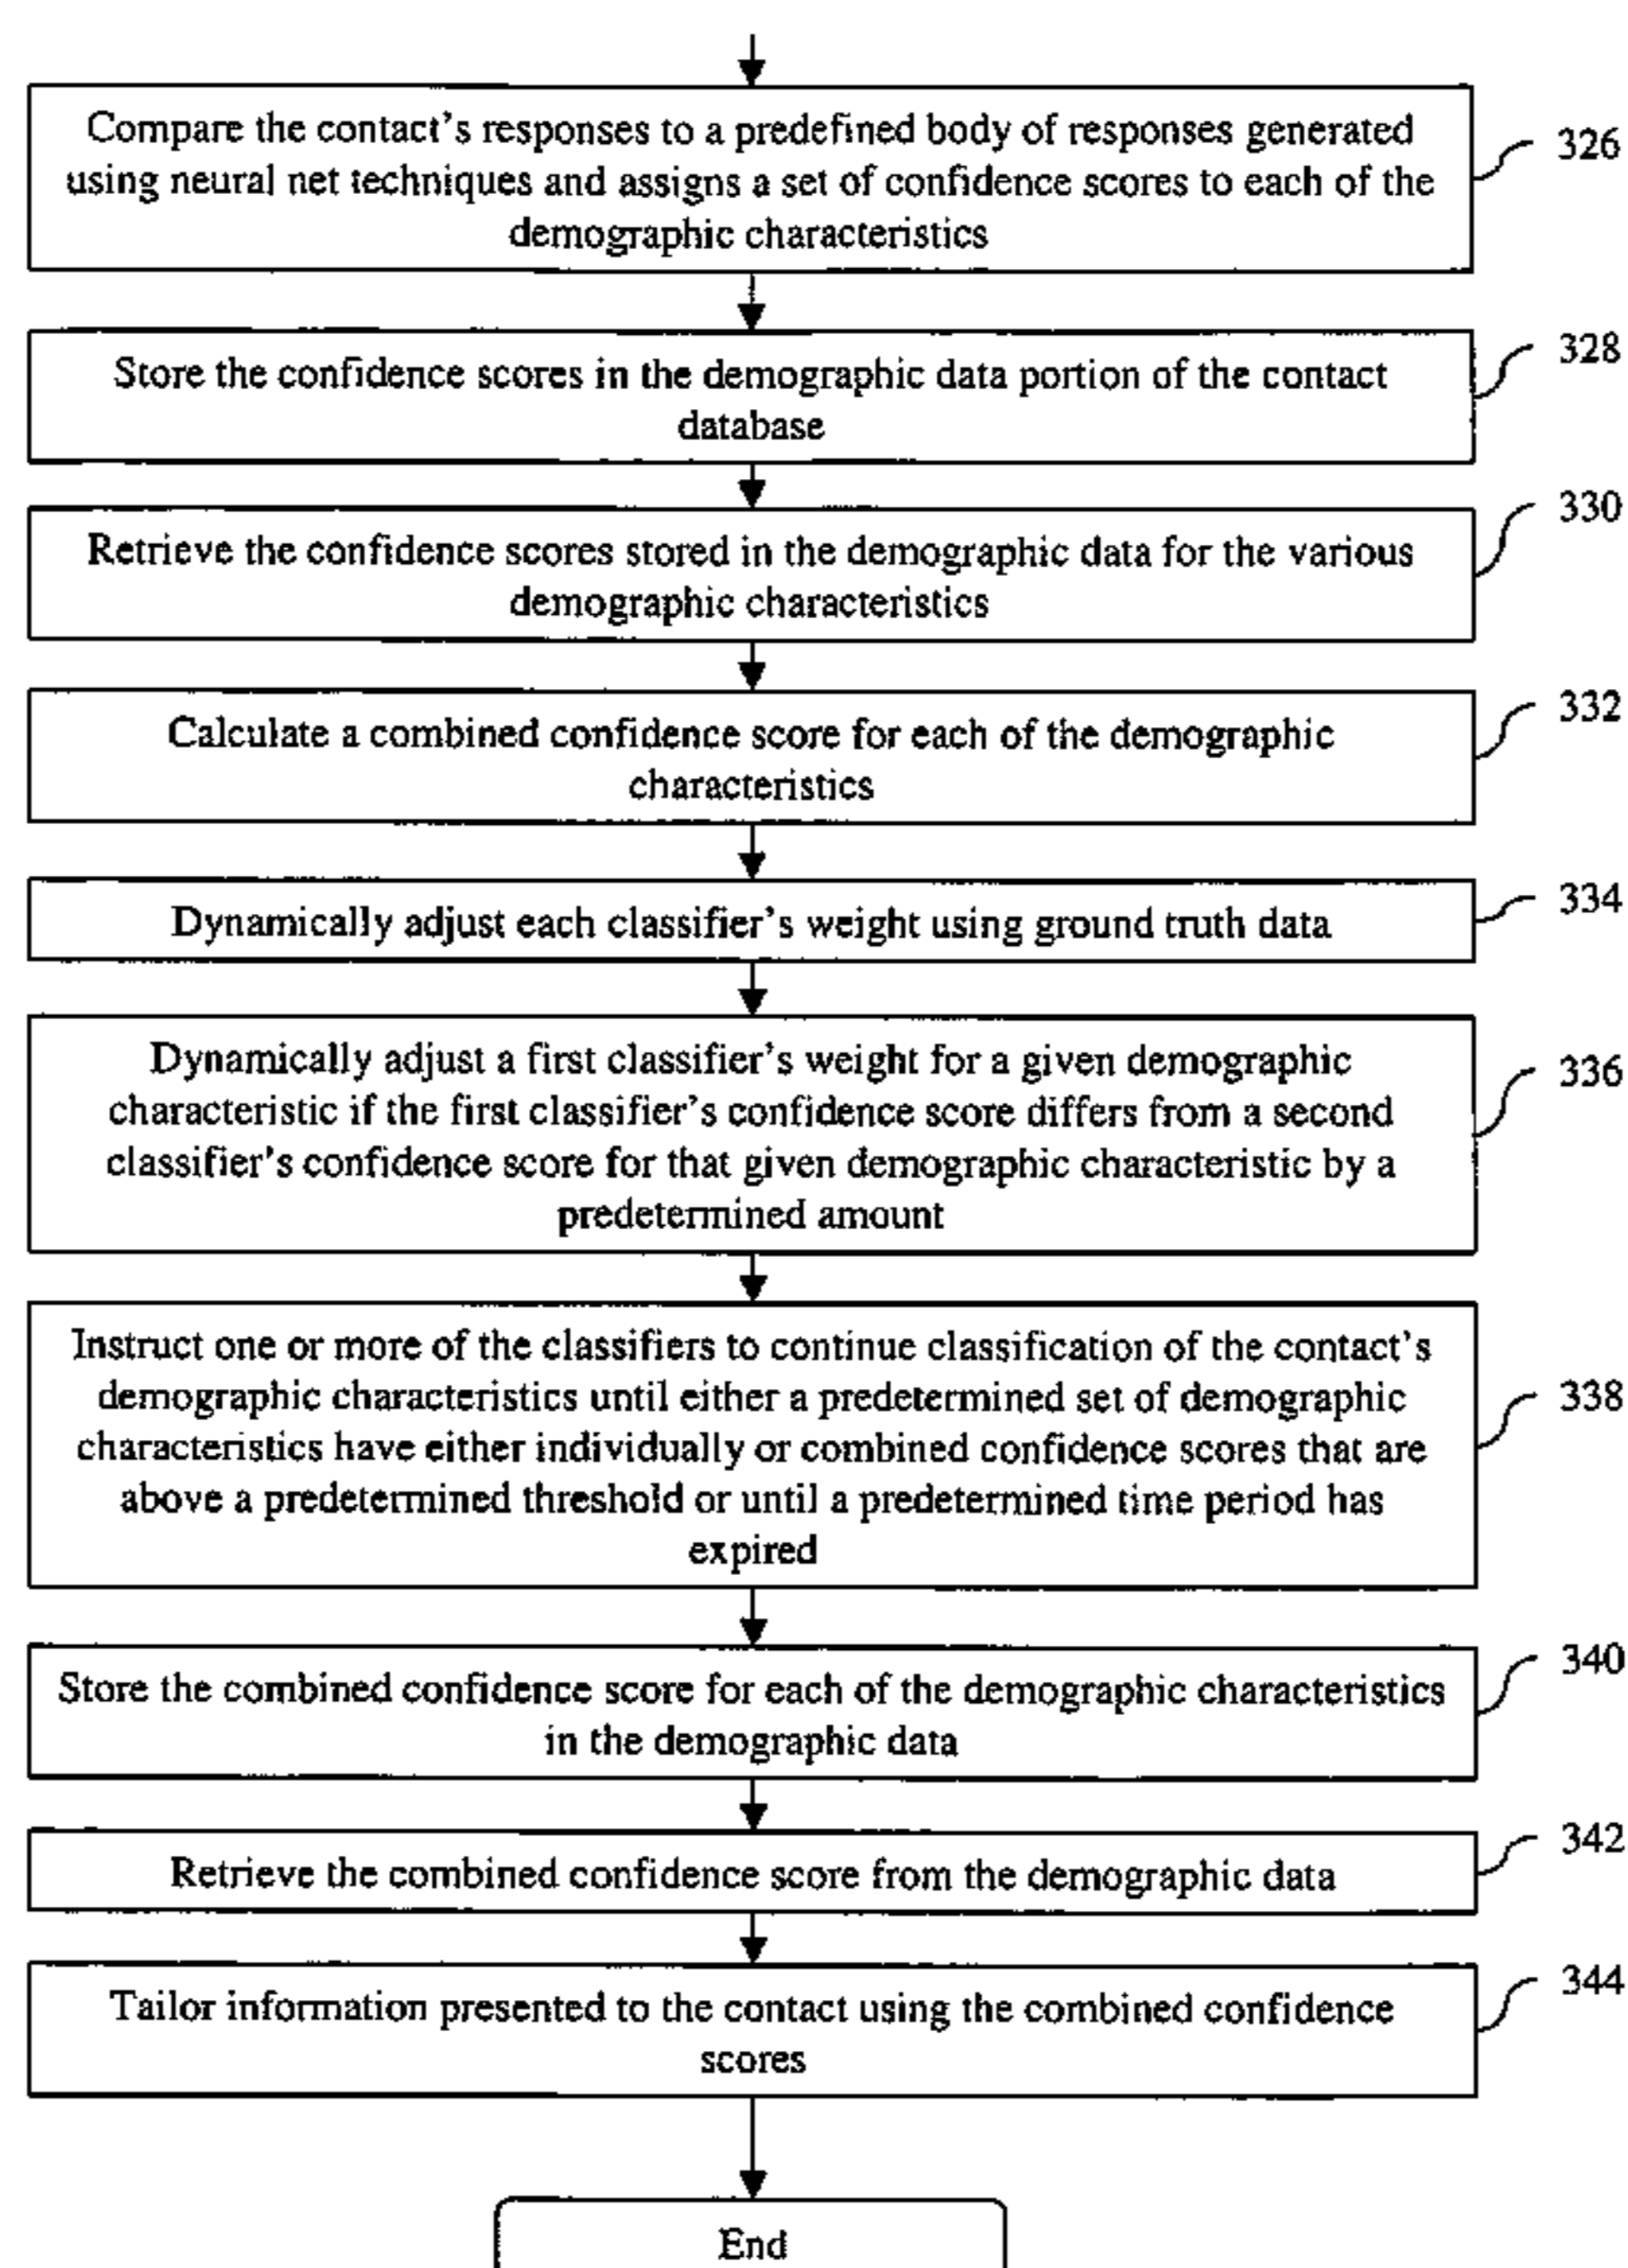 Compare the contact's responses to a predefined body of responses generated
using neural net techniques and assigns a set of confidence scores to each of the
demographic characteristics
326
Store the confidence scores in the demographic data portion of the contact
database
328
Retrieve the confidence scores stored in the demographic data for the various
demographic characteristics
330
Calculate a combined confidence score for each of the demographic
characteristics
332
Dynamically adjust each classifier's weight using ground truth data
334
Dynamically adjust a first classifier's weight for a given demographic
characteristic if the first classifier's confidence score differs from a second
classifier's confidence score for that given demographic characteristic by a
predetermined amount
336
Instruct one or more of the classifiers to continue classification of the contact's
demographic characteristics until either a predetermined set of demographic
characteristics have either individually or combined confidence scores that are
above a predetermined threshold or until a predetermined time period has
expired
338
Store the combined confidence score for each of the demographic characteristics
in the demographic data
340
Retrieve the combined confidence score from the demographic data
342
Tailor information presented to the contact using the combined confidence
scores
344
End